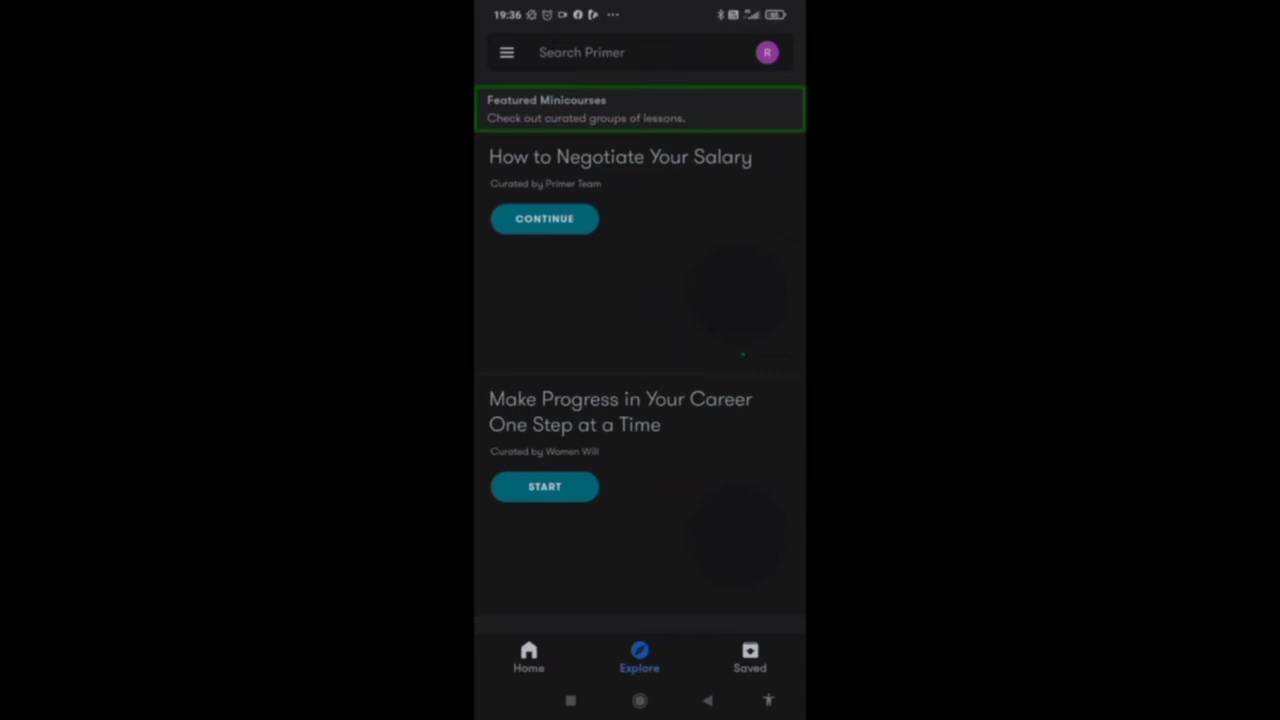 19:36
Search Primer
R
Featured Minicourses
Check out curated groups of lessons.
How to Negotiate Your Salary
Curated by Primer Team
CONTINUE
Make Progress in Your Career
One Step at a Time
Curated by Women Will
START
Home
Explore
Saved